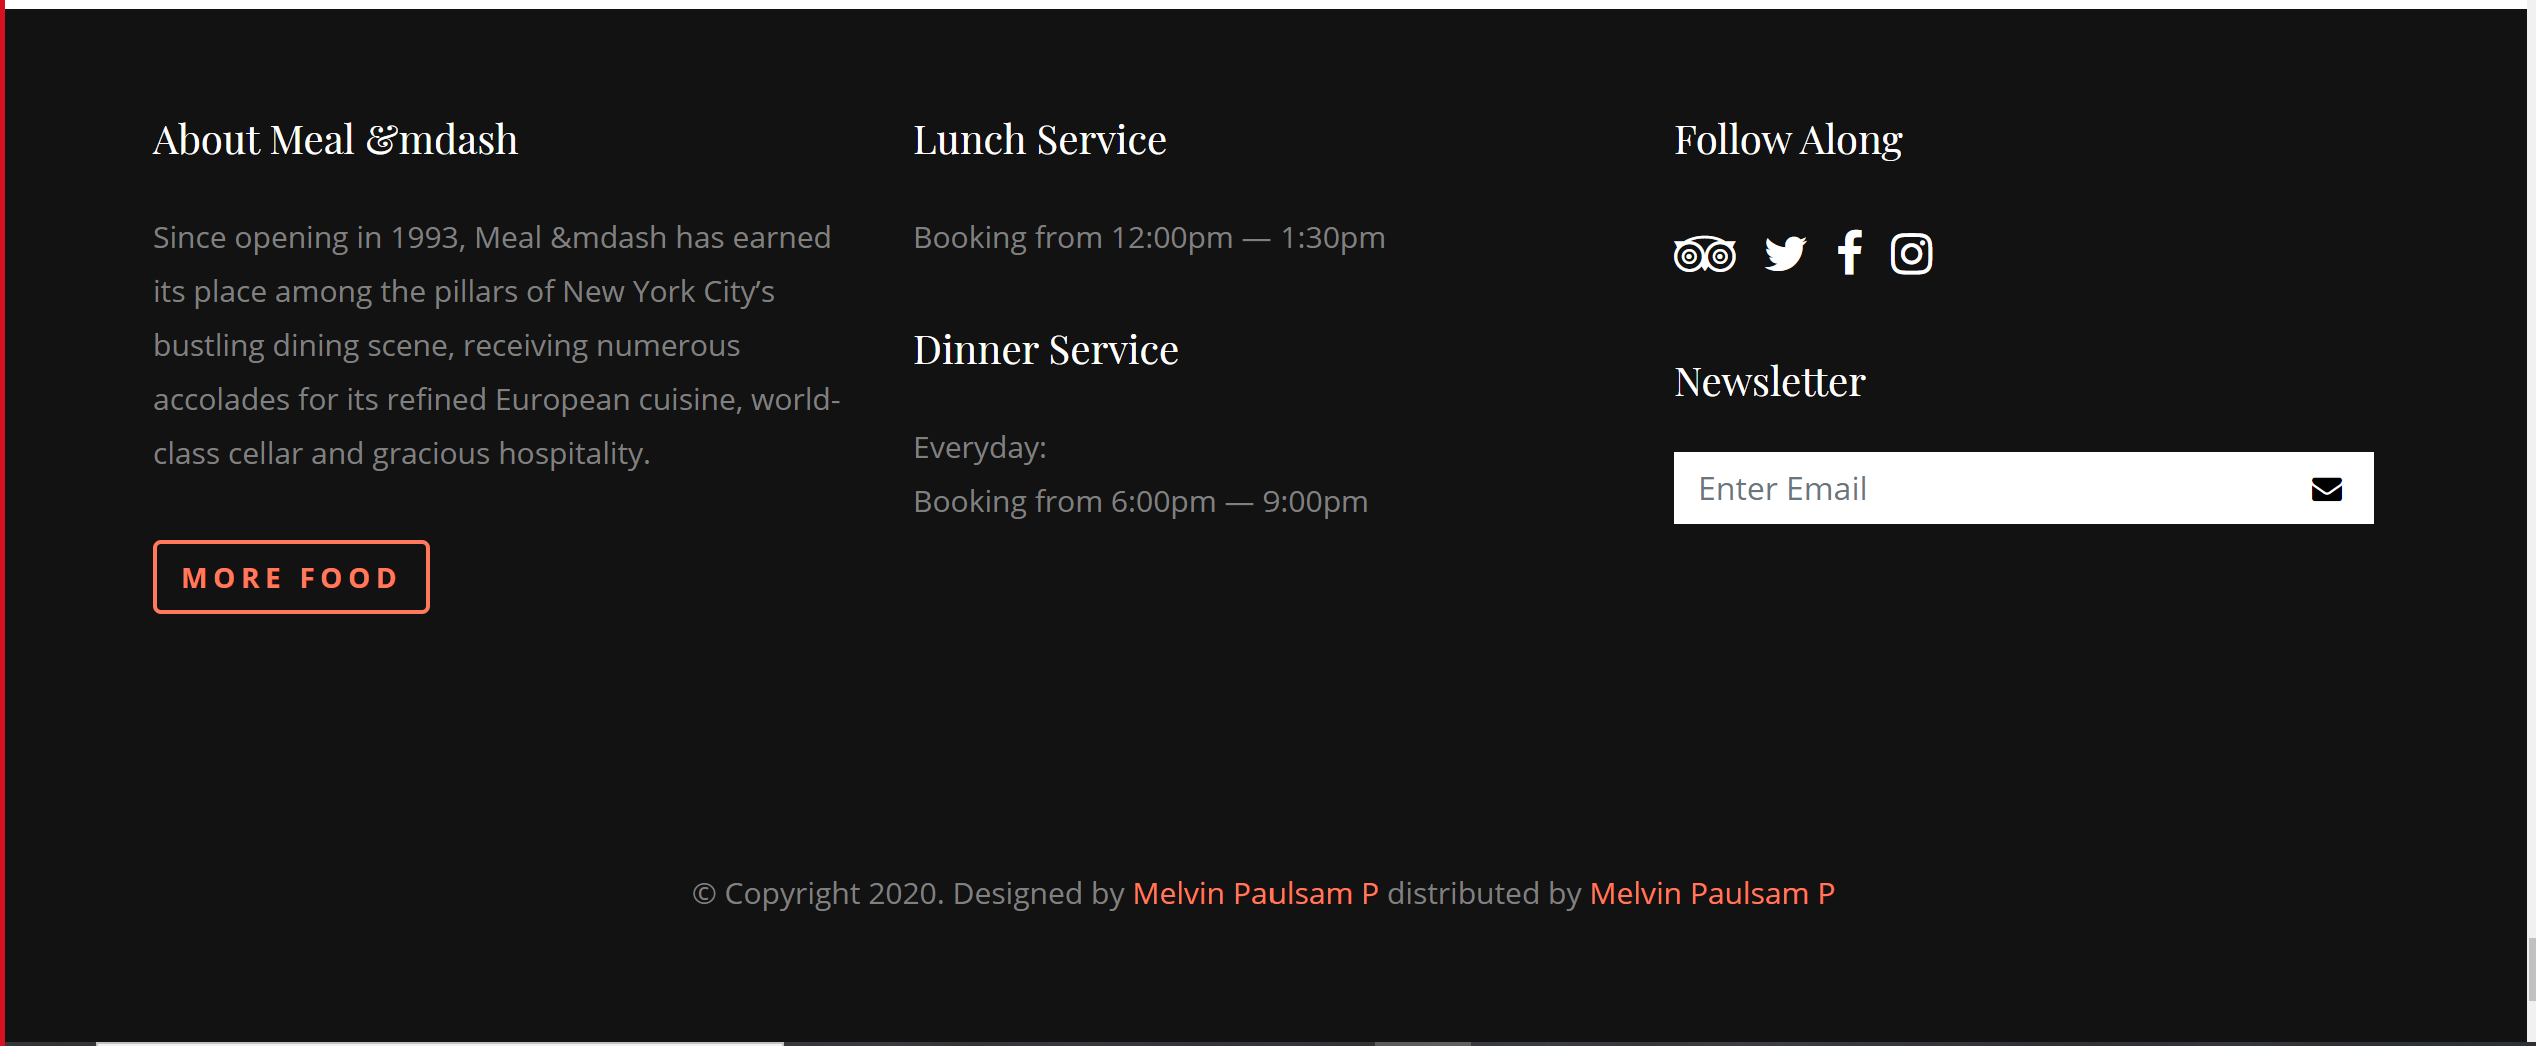 About Meal &mdash
Since opening in 1993, Meal &mdash has earned
its place among the pillars of New York City’s
bustling dining scene, receiving numerous
accolades for its refined European cuisine, world-
class cellar and gracious hospitality.
MORE FOOD
Lunch Service
Booking from 12:00pm — 1:30pm
Dinner Service
Everyday:
Booking from 6:00pm — 9:00pm
Follow Along
Newsletter
Enter Email
© Copyright 2020. Designed by Melvin Paulsam P distributed by Melvin Paulsam P